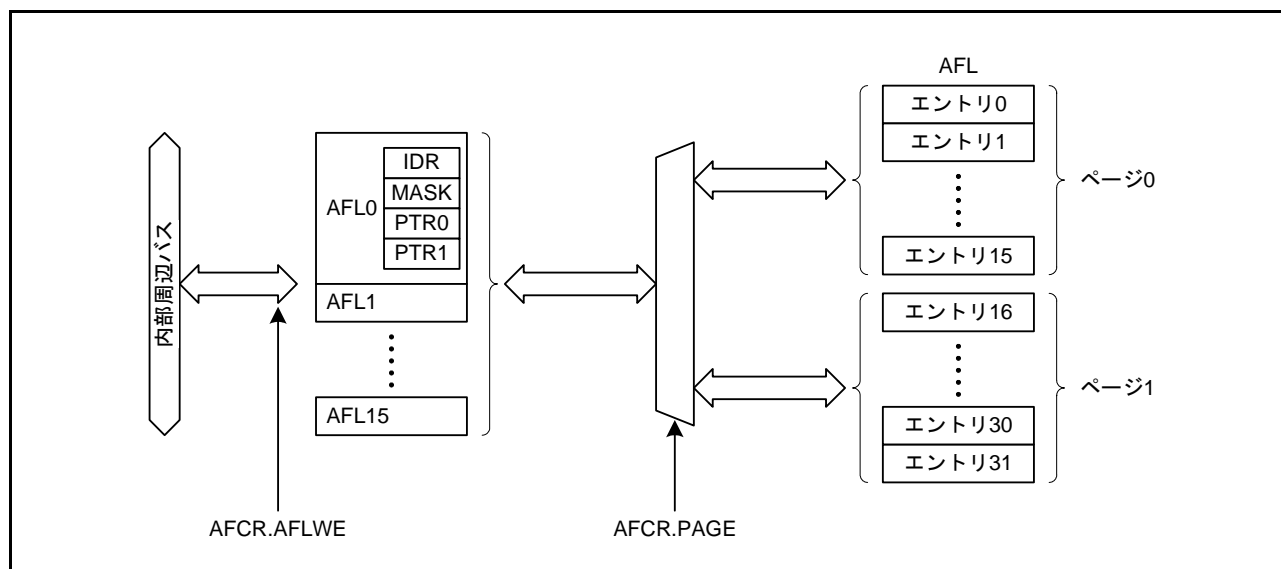 内部周辺バス
AFL0
IDR
MASK
PTR0
PTR1
AFL1
AFL15
AFCR.AFLWE
AFCR.PAGE
AFL
エントリ0
エントリ1
エントリ15
ページ0
エントリ16
エントリ30
エントリ31
ページ1